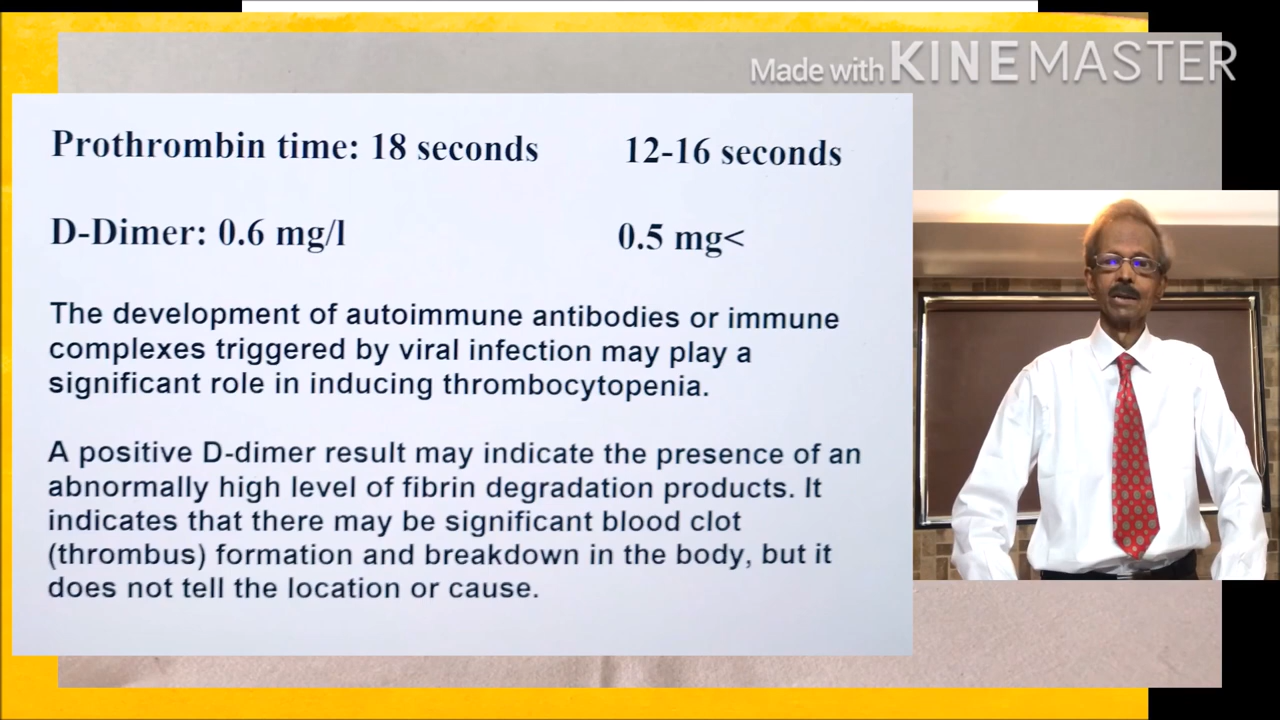 Made with KINEMASTER
Prothrombin time: 18 seconds 12-16 seconds
D-Dimer: 0.6 mg/l 0.5 mg<
The development of autoimmune antibodies or immune
complexes triggered by viral infection may play a
significant role in inducing thrombocytopenia.
A positive D-dimer result may indicate the presence of an
abnormally high level of fibrin degradation products. It
indicates that there may be significant blood clot
(thrombus) formation and breakdown in the body, but it
does not tell the location or cause.